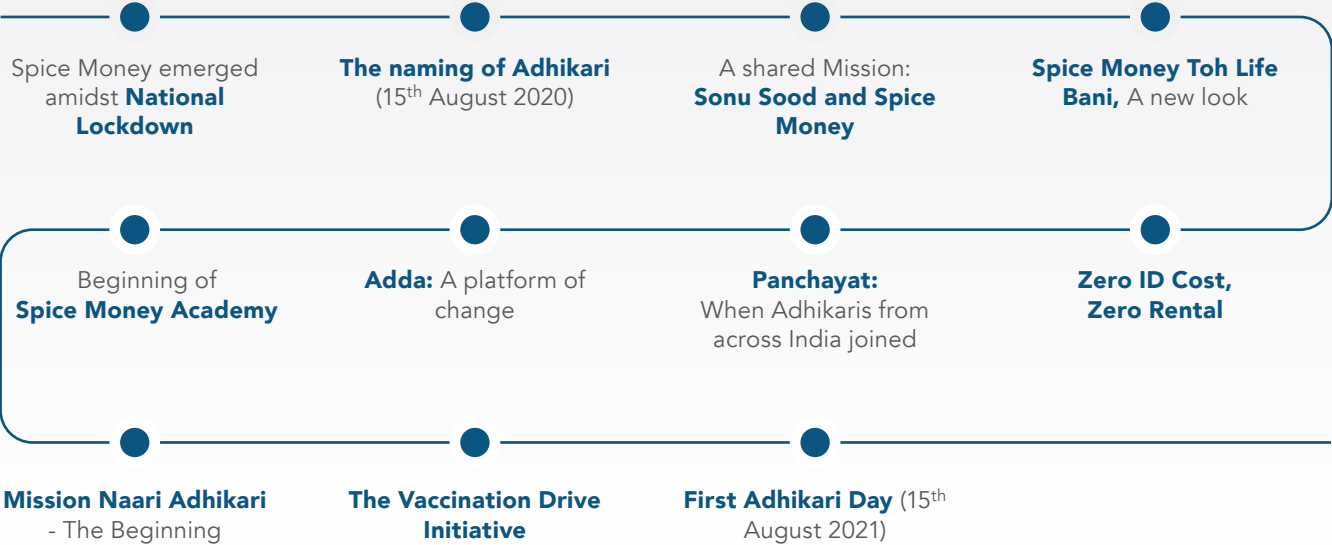 Spice Money emerged
amidst National
Lockdown
The naming of Adhikari
(15th August 2020)
A shared Mission:
Sonu Sood and Spice
Money
Spice Money Toh Life
Bani, A new look
Beginning of
Spice Money Academy
Adda: A platform of
change
Panchayat:
When Adhikaris from
across India joined
Zero ID Cost,
Zero Rental
Mission Naari Adhikari
- The Beginning
The Vaccination Drive
Initiative
First Adhikari Day (15th
August 2021)